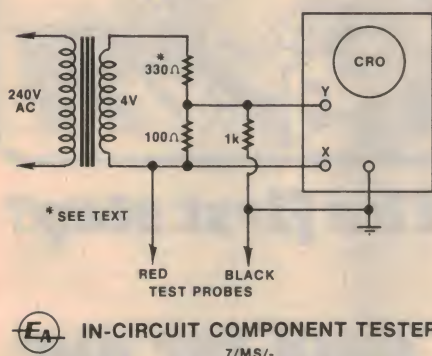 240V
AC
4V
*
330Ω
100Ω
1k
CRO
Y
X
* SEE TEXT
RED
BLACK
TEST PROBES
EA
IN-CIRCUIT COMPONENT TESTER
7/MS/-